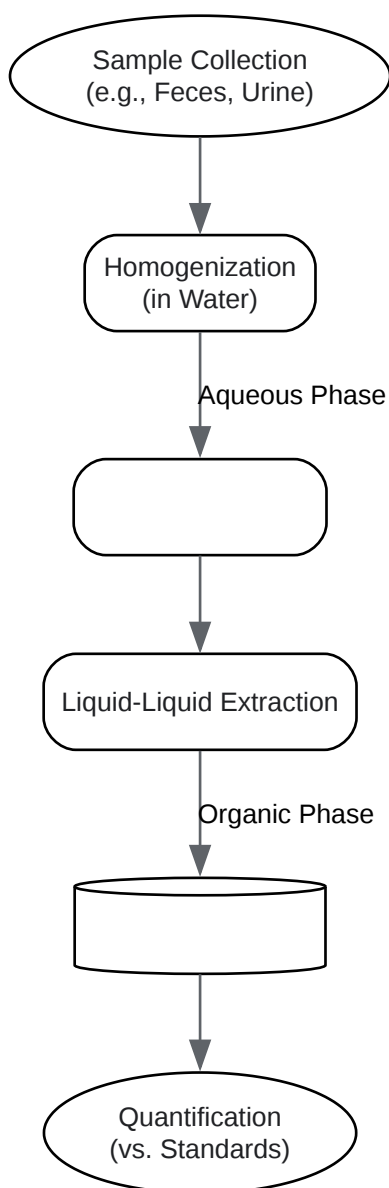 Sample Collection
(e.g., Feces, Urine)
Homogenization
(in Water)
Aqueous Phase
Liquid-Liquid Extraction
Organic Phase
Quantification
(vs. Standards)